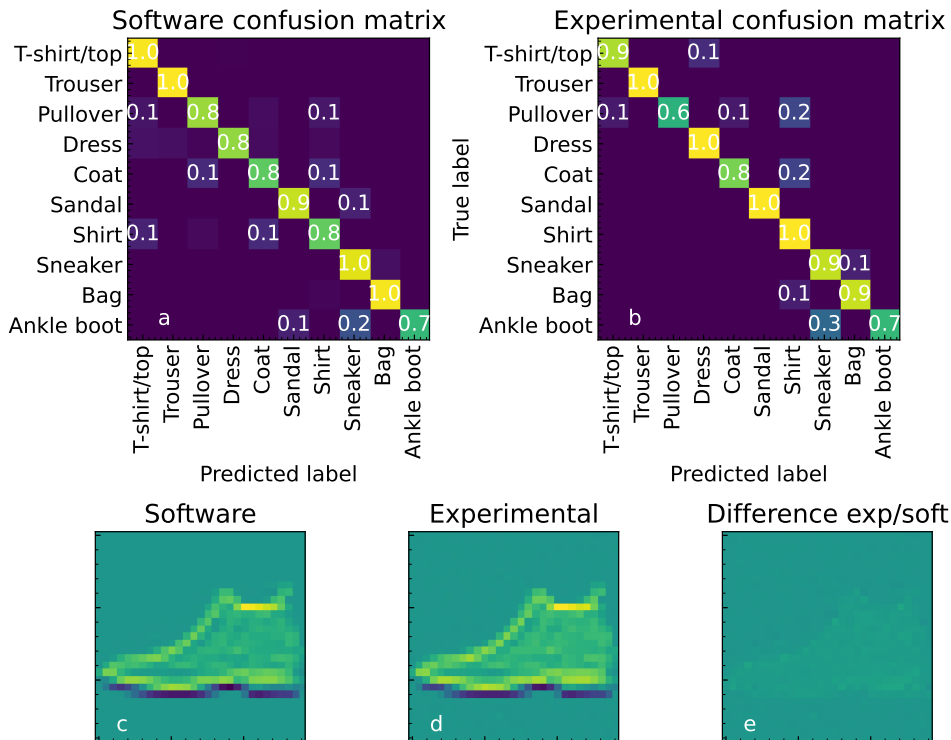 Software confusion matrix
T-shirt/top 1.0
Trouser 1.0
Pullover 0.1 0.8 0.1
Dress 0.8
Coat 0.1 0.8 0.1
Sandal 0.9 0.1
Shirt 0.1 0.1 0.8
Sneaker 1.0
Bag 1.0
Ankle boot a 0.1 0.2 0.7
T-shirt/top
Trouser
Pullover
Dress
Coat
Sandal
Shirt
Sneaker
Bag
Ankle boot
Predicted label
Experimental confusion matrix
True label
T-shirt/top 0.9 0.1
Trouser 1.0
Pullover 0.1 0.6 0.1 0.2
Dress 1.0
Coat 0.8 0.2
Sandal 1.0
Shirt 1.0
Sneaker 0.9 0.1
Bag 0.1 0.9
Ankle boot b 0.3 0.7
T-shirt/top
Trouser
Pullover
Dress
Coat
Sandal
Shirt
Sneaker
Bag
Ankle boot
Predicted label
Software
c
Experimental
d
Difference exp/soft
e